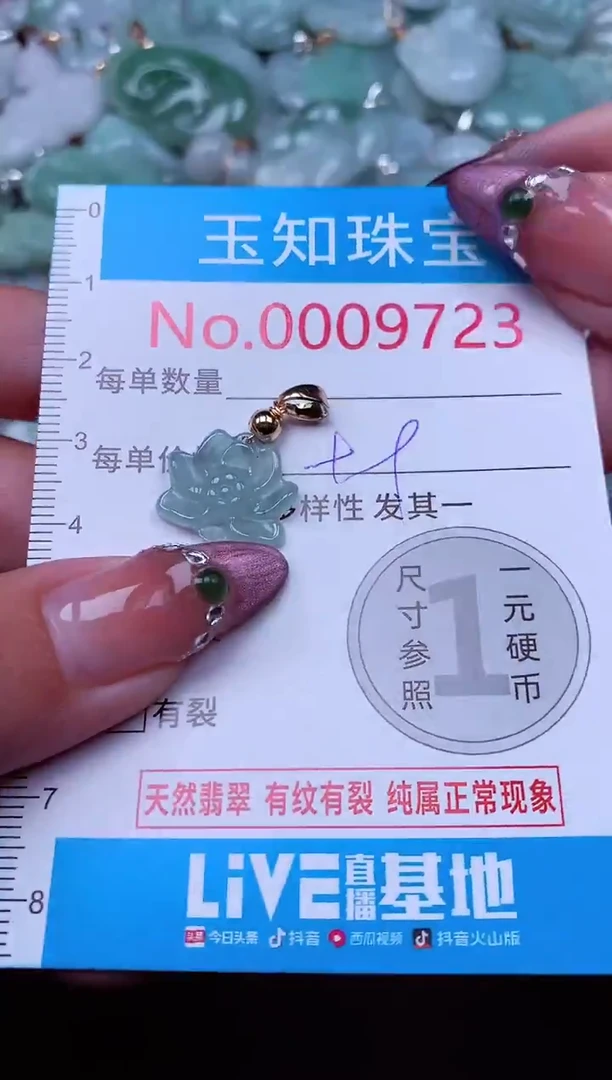 0
玉知珠宝
1
No.0009723
2
每单数量
3
每单价
样性 发其一
4
一元硬币
1
尺寸参照
有裂
7
天然翡翠 有纹有裂 纯属正常现象
8
LiVE直播基地
头条 今日头条 抖音 西瓜视频 抖音火山版